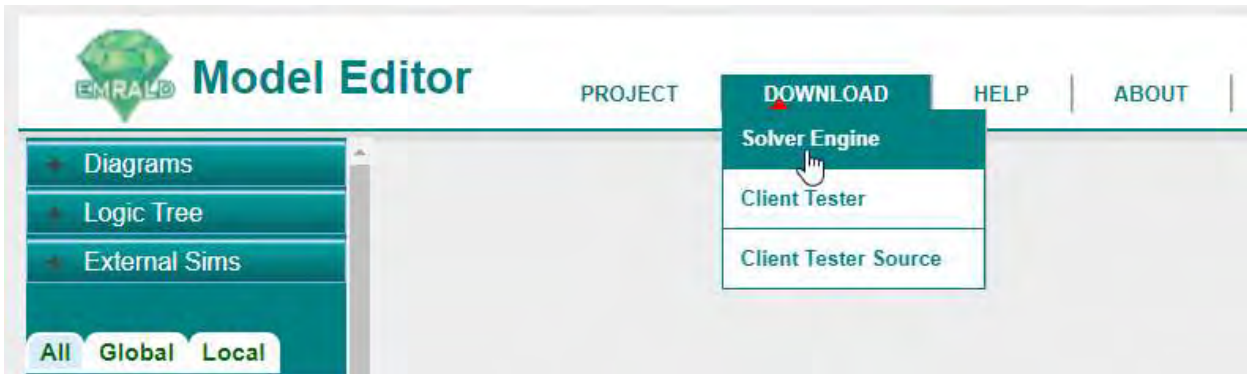 EMRALD Model Editor
PROJECT DOWNLOAD HELP ABOUT
Solver Engine
Client Tester
Client Tester Source
Diagrams
Logic Tree
External Sims
All Global Local